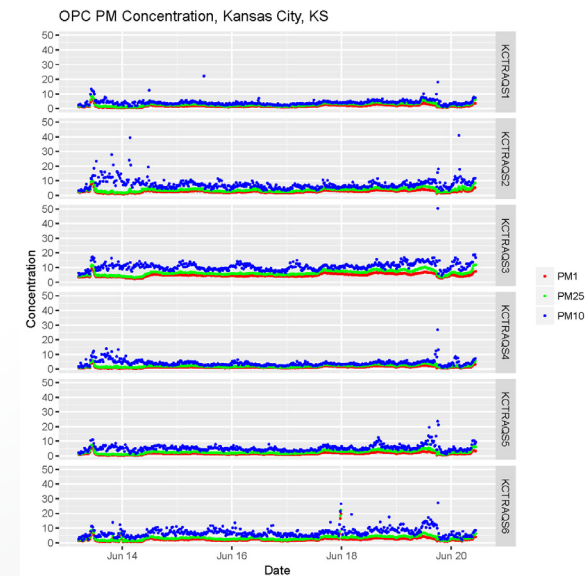 OPC PM Concentration, Kansas City, KS
50
40
30
20
10
0
KCTRAQS1
50
40
30
20
10
0
KCTRAQS2
50
40
30
20
10
0
KCTRAQS3
50
40
30
20
10
0
KCTRAQS4
50
40
30
20
10
0
KCTRAQS5
50
40
30
20
10
0
KCTRAQS6
Concentration
Jun 14
Jun 16
Jun 18
Jun 20
Date
PM1
PM25
PM10